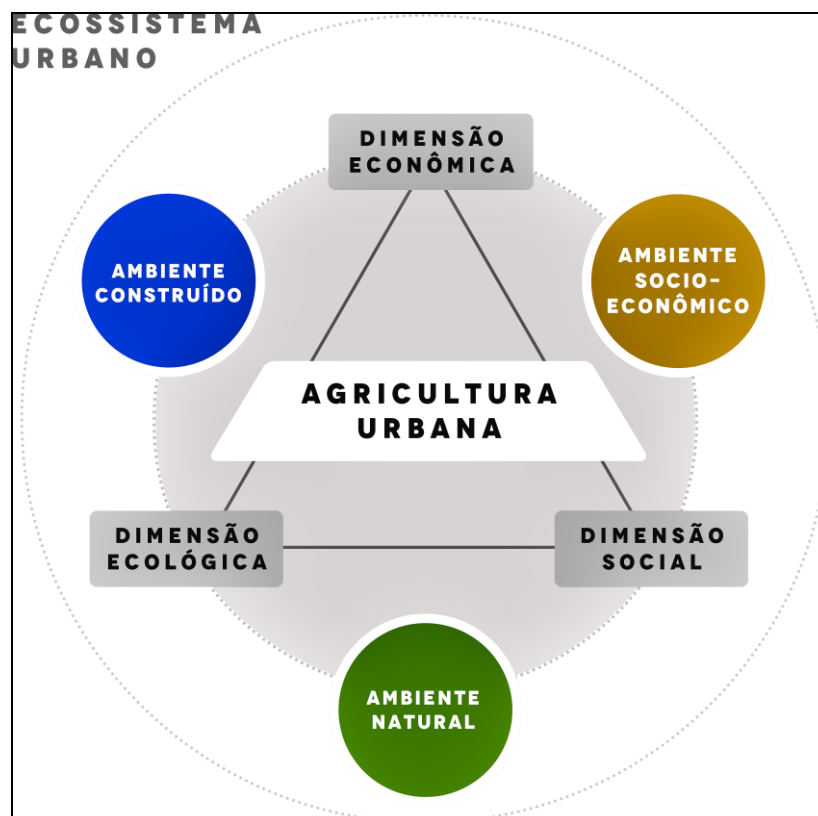 ECOSSISTEMA
URBANO
DIMENSÃO
ECONÔMICA
AMBIENTE
CONSTRUÍDO
AMBIENTE
SOCIO-
ECONÔMICO
AGRICULTURA
URBANA
DIMENSÃO
ECOLÓGICA
DIMENSÃO
SOCIAL
AMBIENTE
NATURAL